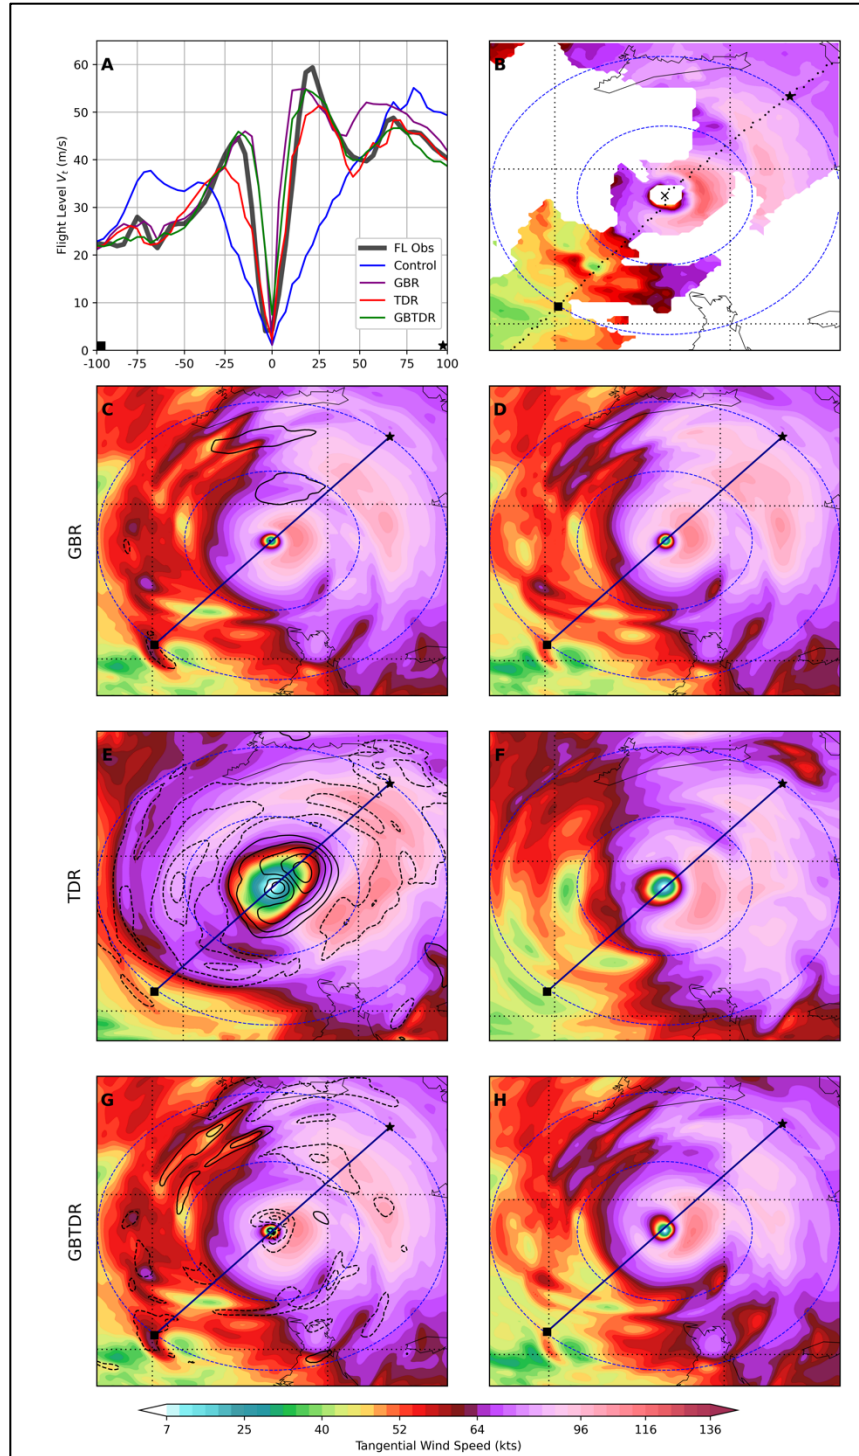 A
B
Flight Level Vt (m/s)
60
50
40
30
20
10
0
FL Obs
Control
GBR
TDR
GBTDR
-100 -75 -50 -25 0 25 50 75 100
C
D
GBR
E
F
TDR
G
H
GBTDR
7 25 40 52 64 96 116 136
Tangential Wind Speed (kts)